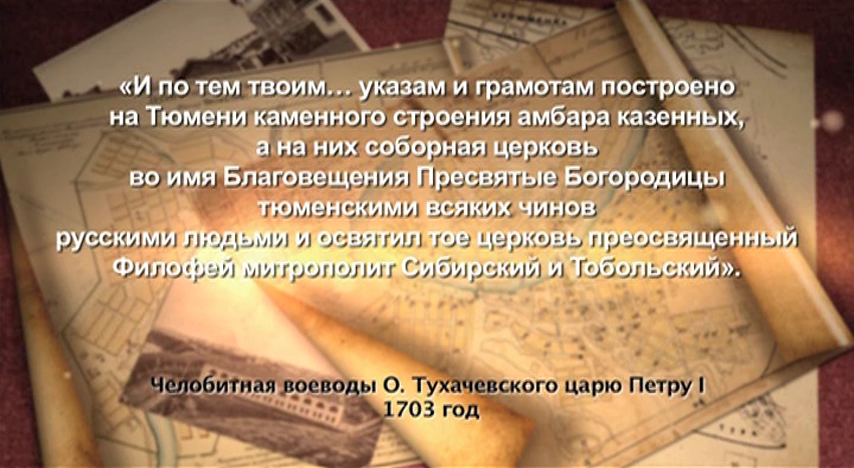 «И по тем твоим... указам и грамотам построено
на Тюмени каменного строения амбара казенных,
а на них соборная церковь
во имя Благовещения Пресвятые Богородицы
тюменскими всяких чинов
русскими людьми и освятил тое церковь преосвященный
Филофей митрополит Сибирский и Тобольский».
Челобитная воеводы О. Тухачевского царю Петру I
1703 год